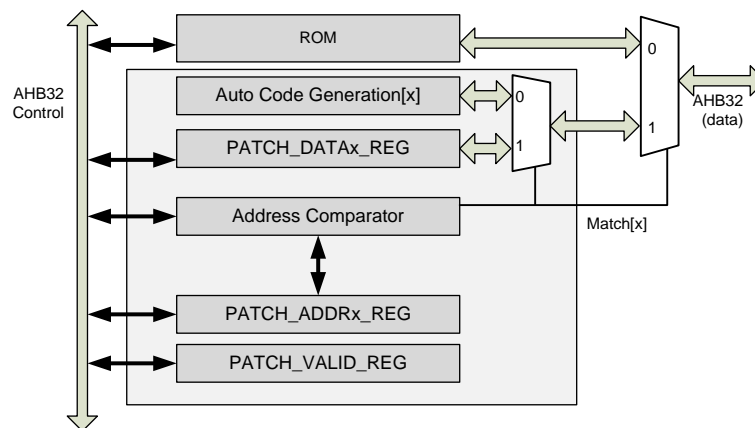 ROM
0
AHB32
Control
Auto Code Generation[x]
0
AHB32
(data)
PATCH_DATAx_REG
1
1
Address Comparator
Match[x]
PATCH_ADDRx_REG
PATCH_VALID_REG